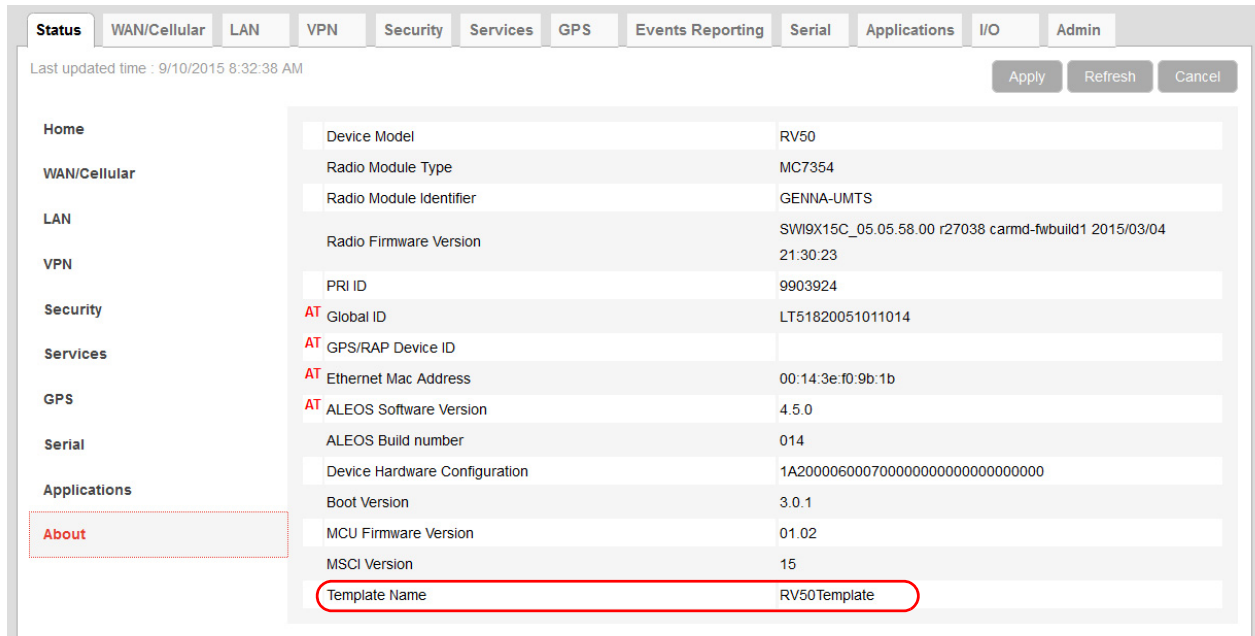 Status WAN/Cellular LAN VPN Security Services GPS Events Reporting Serial Applications I/O Admin
Last updated time : 9/10/2015 8:32:38 AM
Apply Refresh Cancel
Home
WAN/Cellular
LAN
VPN
Security
Services
GPS
Serial
Applications
About
Device Model RV50
Radio Module Type MC7354
Radio Module Identifier GENNA-UMTS
Radio Firmware Version SWI9X15C_05.05.58.00 r27038 carmd-fwbuild1 2015/03/04
21:30:23
PRI ID 9903924
AT Global ID LT51820051011014
AT GPS/RAP Device ID
AT Ethernet Mac Address 00:14:3e:f0:9b:1b
AT ALEOS Software Version 4.5.0
ALEOS Build number 014
Device Hardware Configuration 1A200006000700000000000000000000
Boot Version 3.0.1
MCU Firmware Version 01.02
MSCI Version 15
Template Name RV50Template